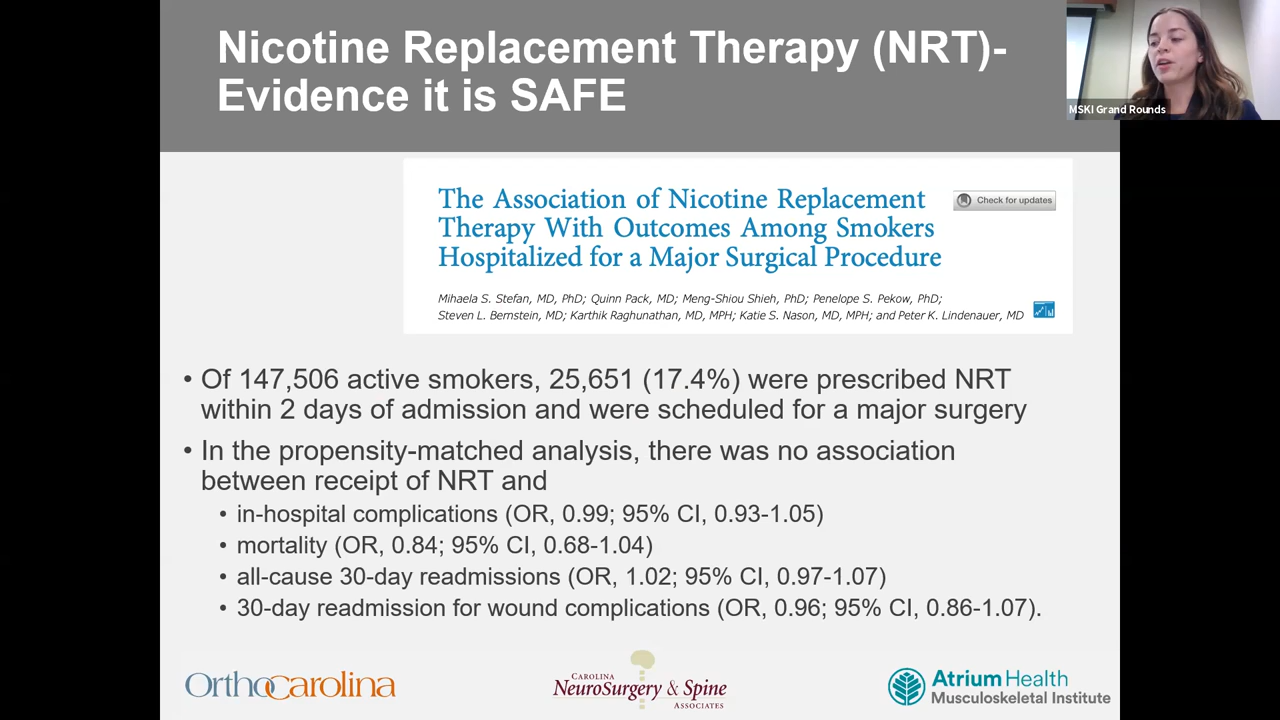 Nicotine Replacement Therapy (NRT)-
Evidence it is SAFE
MSKI Grand Rounds
The Association of Nicotine Replacement
Therapy With Outcomes Among Smokers
Hospitalized for a Major Surgical Procedure
Check for updates
Mihaela S. Stefan, MD, PhD; Quinn Pack, MD; Meng-Shiou Shieh, PhD; Penelope S. Pekow, PhD;
Steven L. Bernstein, MD; Karthik Raghunathan, MD, MPH; Katie S. Nason, MD, MPH; and Peter K. Lindenauer, MD
• Of 147,506 active smokers, 25,651 (17.4%) were prescribed NRT
within 2 days of admission and were scheduled for a major surgery
• In the propensity-matched analysis, there was no association
between receipt of NRT and
• in-hospital complications (OR, 0.99; 95% CI, 0.93-1.05)
• mortality (OR, 0.84; 95% CI, 0.68-1.04)
• all-cause 30-day readmissions (OR, 1.02; 95% CI, 0.97-1.07)
• 30-day readmission for wound complications (OR, 0.96; 95% CI, 0.86-1.07).
OrthoCarolina
CAROLINA
NEUROSURGERY & SPINE
ASSOCIATES
Atrium Health
Musculoskeletal Institute